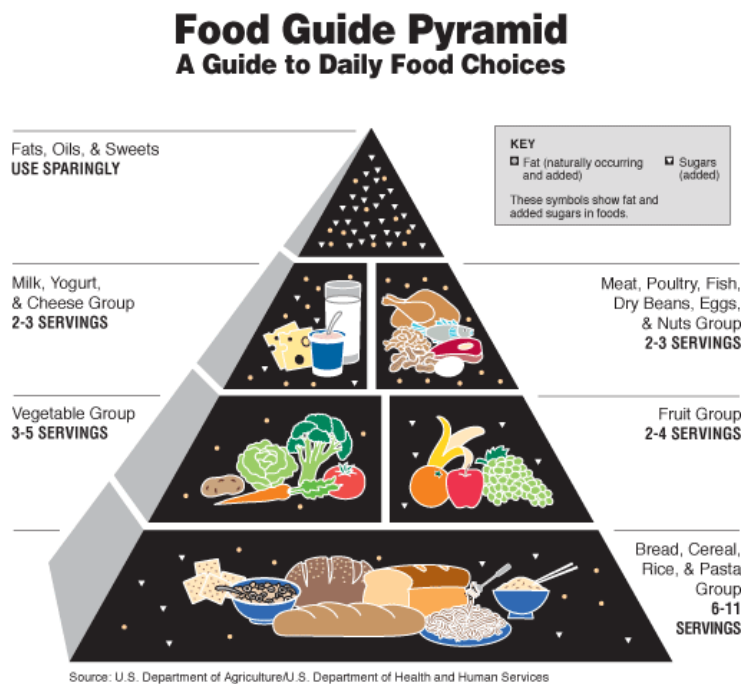 Food Guide Pyramid
A Guide to Daily Food Choices
Fats, Oils, & Sweets
USE SPARINGLY
KEY
Fat (naturally occurring
and added)
Sugars
(added)
These symbols show fat and
added sugars in foods.
Milk, Yogurt,
& Cheese Group
2-3 SERVINGS
Meat, Poultry, Fish,
Dry Beans, Eggs,
& Nuts Group
2-3 SERVINGS
Vegetable Group
3-5 SERVINGS
Fruit Group
2-4 SERVINGS
Bread, Cereal,
Rice, & Pasta
Group
6-11
SERVINGS
Source: U.S. Department of Agriculture/U.S. Department of Health and Human Services